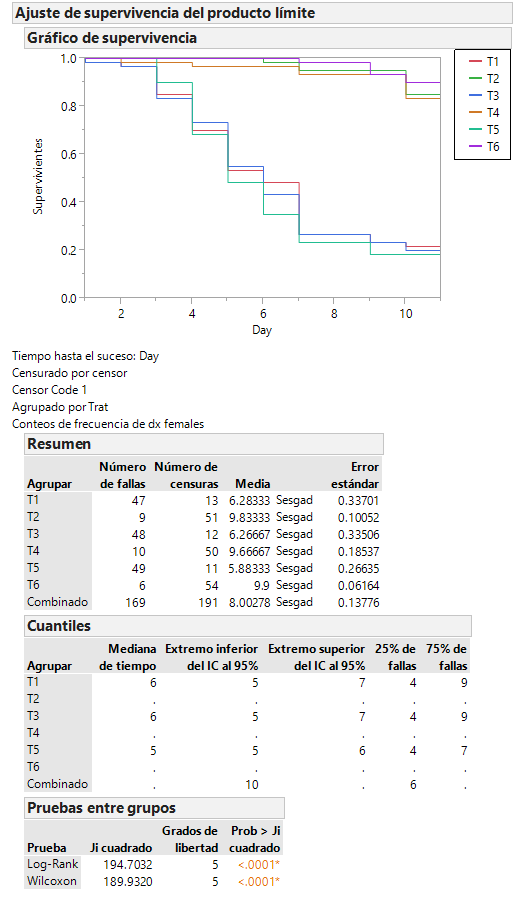 Ajuste de supervivencia del producto límite
Gráfico de supervivencia
1.0
0.8
0.6
0.4
0.2
0.0
Supervivientes
2 4 6 8 10
Day
T1
T2
T3
T4
T5
T6
Tiempo hasta el suceso: Day
Censurado por censor
Censor Code 1
Agrupado por Trat
Conteos de frecuencia de dx females
Resumen
Número Número de Error
Agrupar de fallas censuras Media estándar
T1 47 13 6.28333 Sesgad 0.33701
T2 9 51 9.83333 Sesgad 0.10052
T3 48 12 6.26667 Sesgad 0.33506
T4 10 50 9.66667 Sesgad 0.18537
T5 49 11 5.88333 Sesgad 0.26635
T6 6 54 9.9 Sesgad 0.06164
Combinado 169 191 8.00278 Sesgad 0.13776
Cuantiles
Mediana Extremo inferior Extremo superior 25% de 75% de
Agrupar de tiempo del IC al 95% del IC al 95% fallas fallas
T1 6 5 7 4 9
T2 . . . . .
T3 6 5 7 4 9
T4 . . . . .
T5 5 5 6 4 7
T6 . . . . .
Combinado . 10 . 6 .
Pruebas entre grupos
Grados de Prob > Ji
Prueba Ji cuadrado libertad cuadrado
Log-Rank 194.7032 5 <.0001*
Wilcoxon 189.9320 5 <.0001*